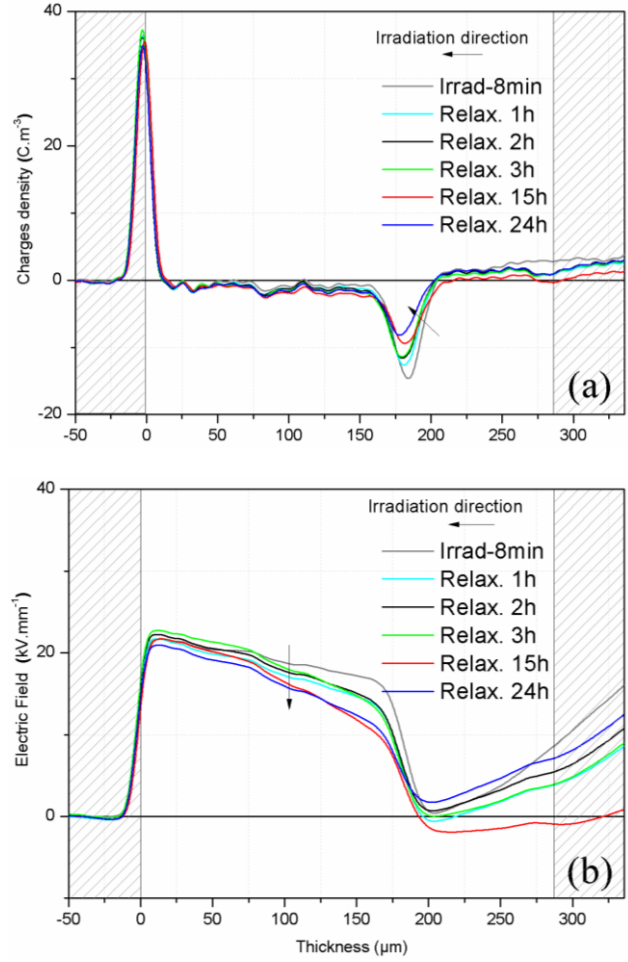 Charges density (C.m⁻³)
40
20
0
-20
Irradiation direction
Irrad-8min
Relax. 1h
Relax. 2h
Relax. 3h
Relax. 15h
Relax. 24h
(a)
-50 0 50 100 150 200 250 300
Electric Field (kV.mm⁻¹)
40
20
0
Irradiation direction
Irrad-8min
Relax. 1h
Relax. 2h
Relax. 3h
Relax. 15h
Relax. 24h
(b)
-50 0 50 100 150 200 250 300
Thickness (µm)